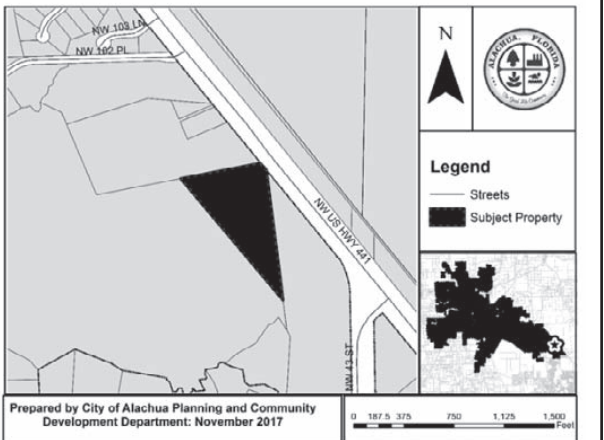 NW 103 LN
NW 102 PL
NW US HWY 441
NW 43 ST
N
ALACHUA, FLORIDA
Legend
Streets
Subject Property
Prepared by City of Alachua Planning and Community
Development Department: November 2017
0 187.5 375 750 1,125 1,500
Feet